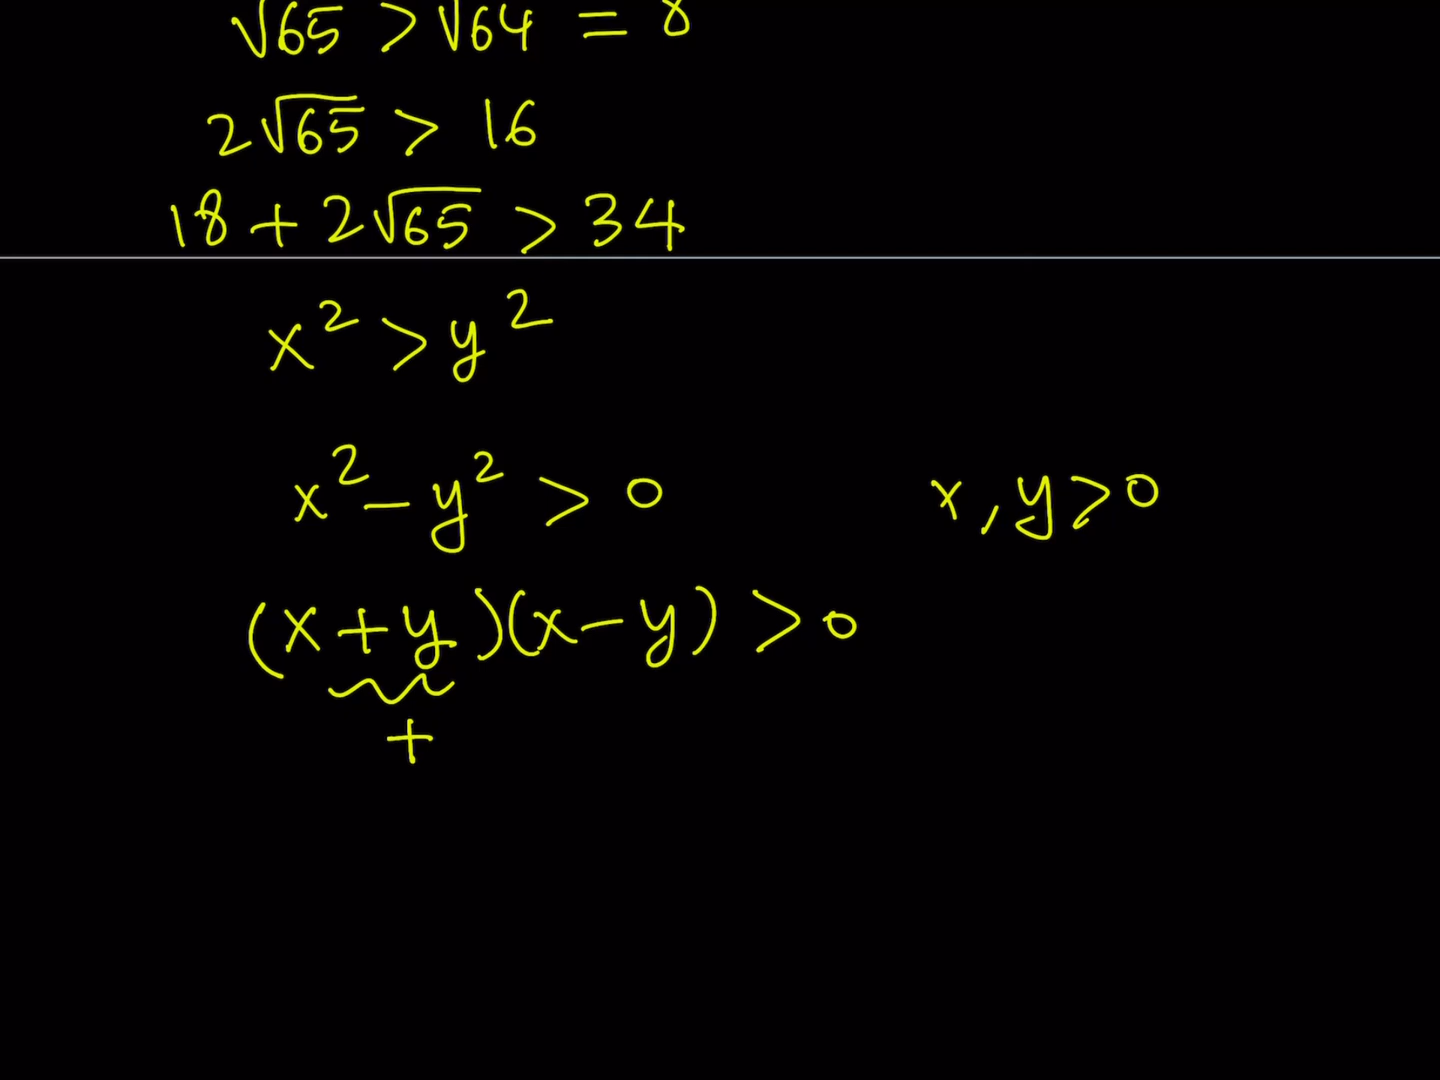 √65 > √64 = 8
2√65 > 16
18 + 2√65 > 34
x² > y²
x² - y² > 0 x, y > 0
(x + y)(x - y) > 0
+